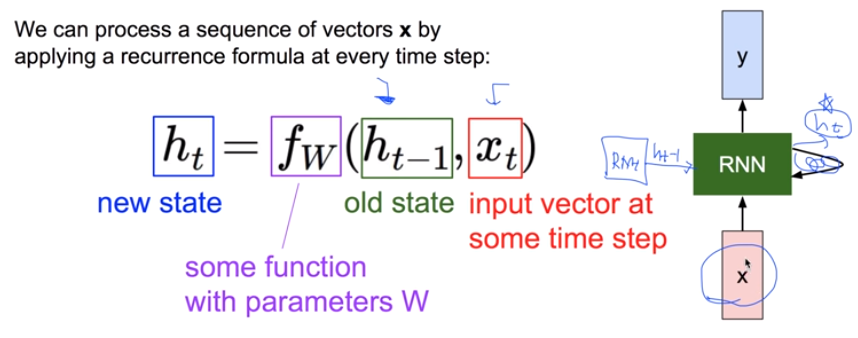 We can process a sequence of vectors x by
applying a recurrence formula at every time step:
h_t = f_W(h_{t-1}, x_t)
new state
old state
input vector at
some time step
some function
with parameters W
y
h_t
RNN
h_{t-1}
RNN
x